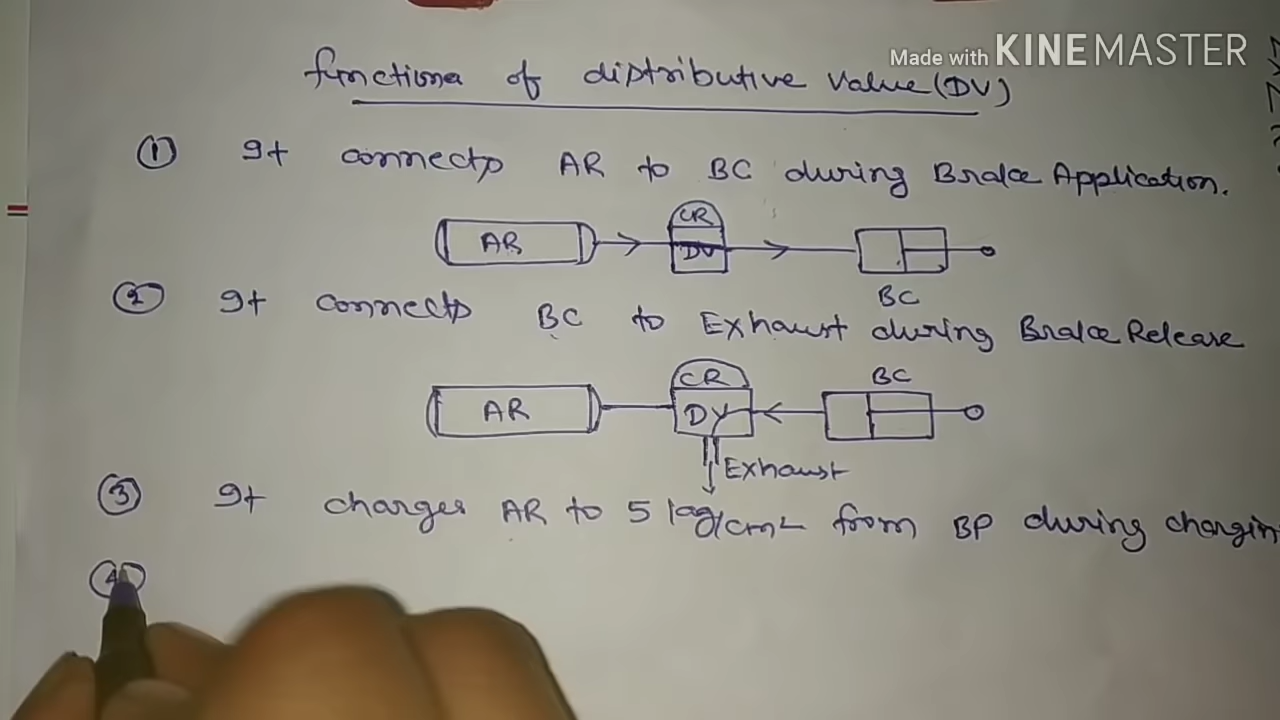 Made with KINEMASTER
functions of distributive Valve (DV)
① It connects AR to BC during Brake Application.
CR
AR DV
BC
② It connects BC to Exhaust during Brake Release
CR BC
AR DV
Exhaust
③ It charges AR to 5 kg/cm² from BP during chargin
④